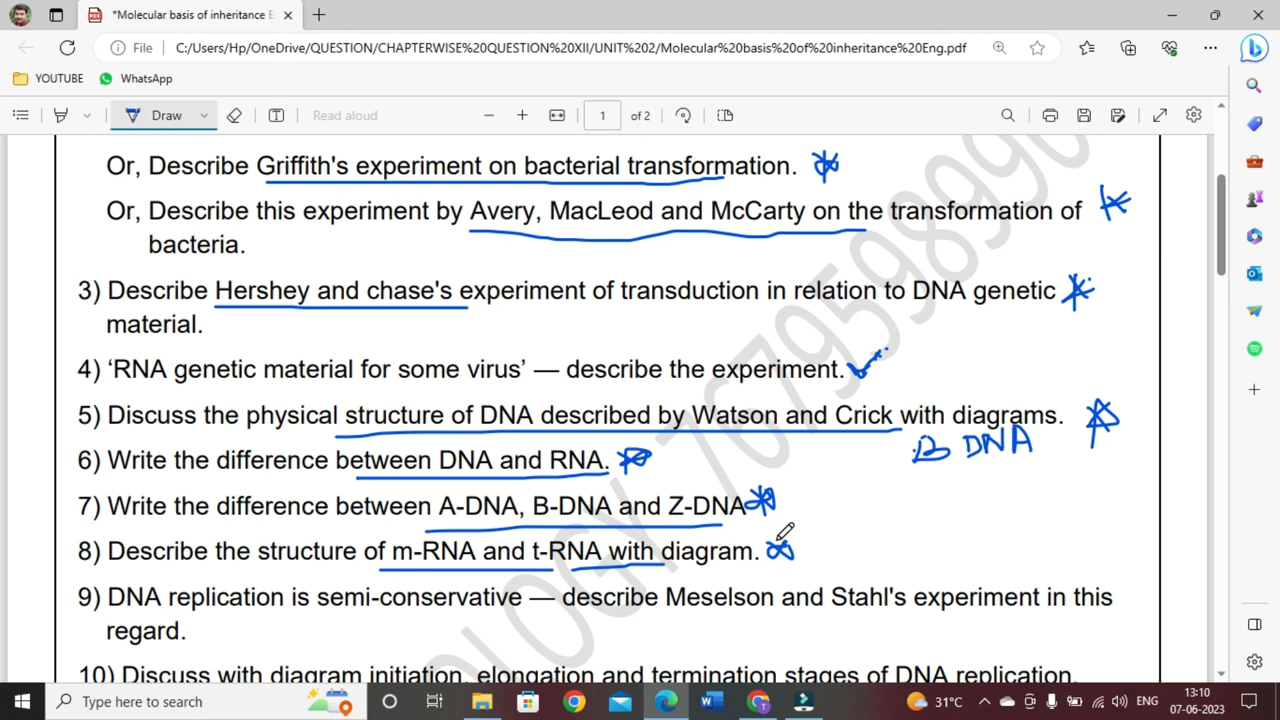 *Molecular basis of inheritance E
File
C:/Users/Hp/OneDrive/QUESTION/CHAPTERWISE%20QUESTION%20XII/UNIT%202/Molecular%20basis%20of%20inheritance%20Eng.pdf
YOUTUBE WhatsApp
Draw Read aloud 1 of 2
Or, Describe Griffith's experiment on bacterial transformation.
Or, Describe this experiment by Avery, MacLeod and McCarty on the transformation of
bacteria.
3) Describe Hershey and chase's experiment of transduction in relation to DNA genetic
material.
4) ‘RNA genetic material for some virus’ — describe the experiment.
5) Discuss the physical structure of DNA described by Watson and Crick with diagrams.
B DNA
6) Write the difference between DNA and RNA.
7) Write the difference between A-DNA, B-DNA and Z-DNA
8) Describe the structure of m-RNA and t-RNA with diagram.
9) DNA replication is semi-conservative — describe Meselson and Stahl's experiment in this
regard.
10) Discuss with diagram initiation, elongation and termination stages of DNA replication.
OLOGY 7679598990
Type here to search 31°C ENG 13:10
07-06-2023